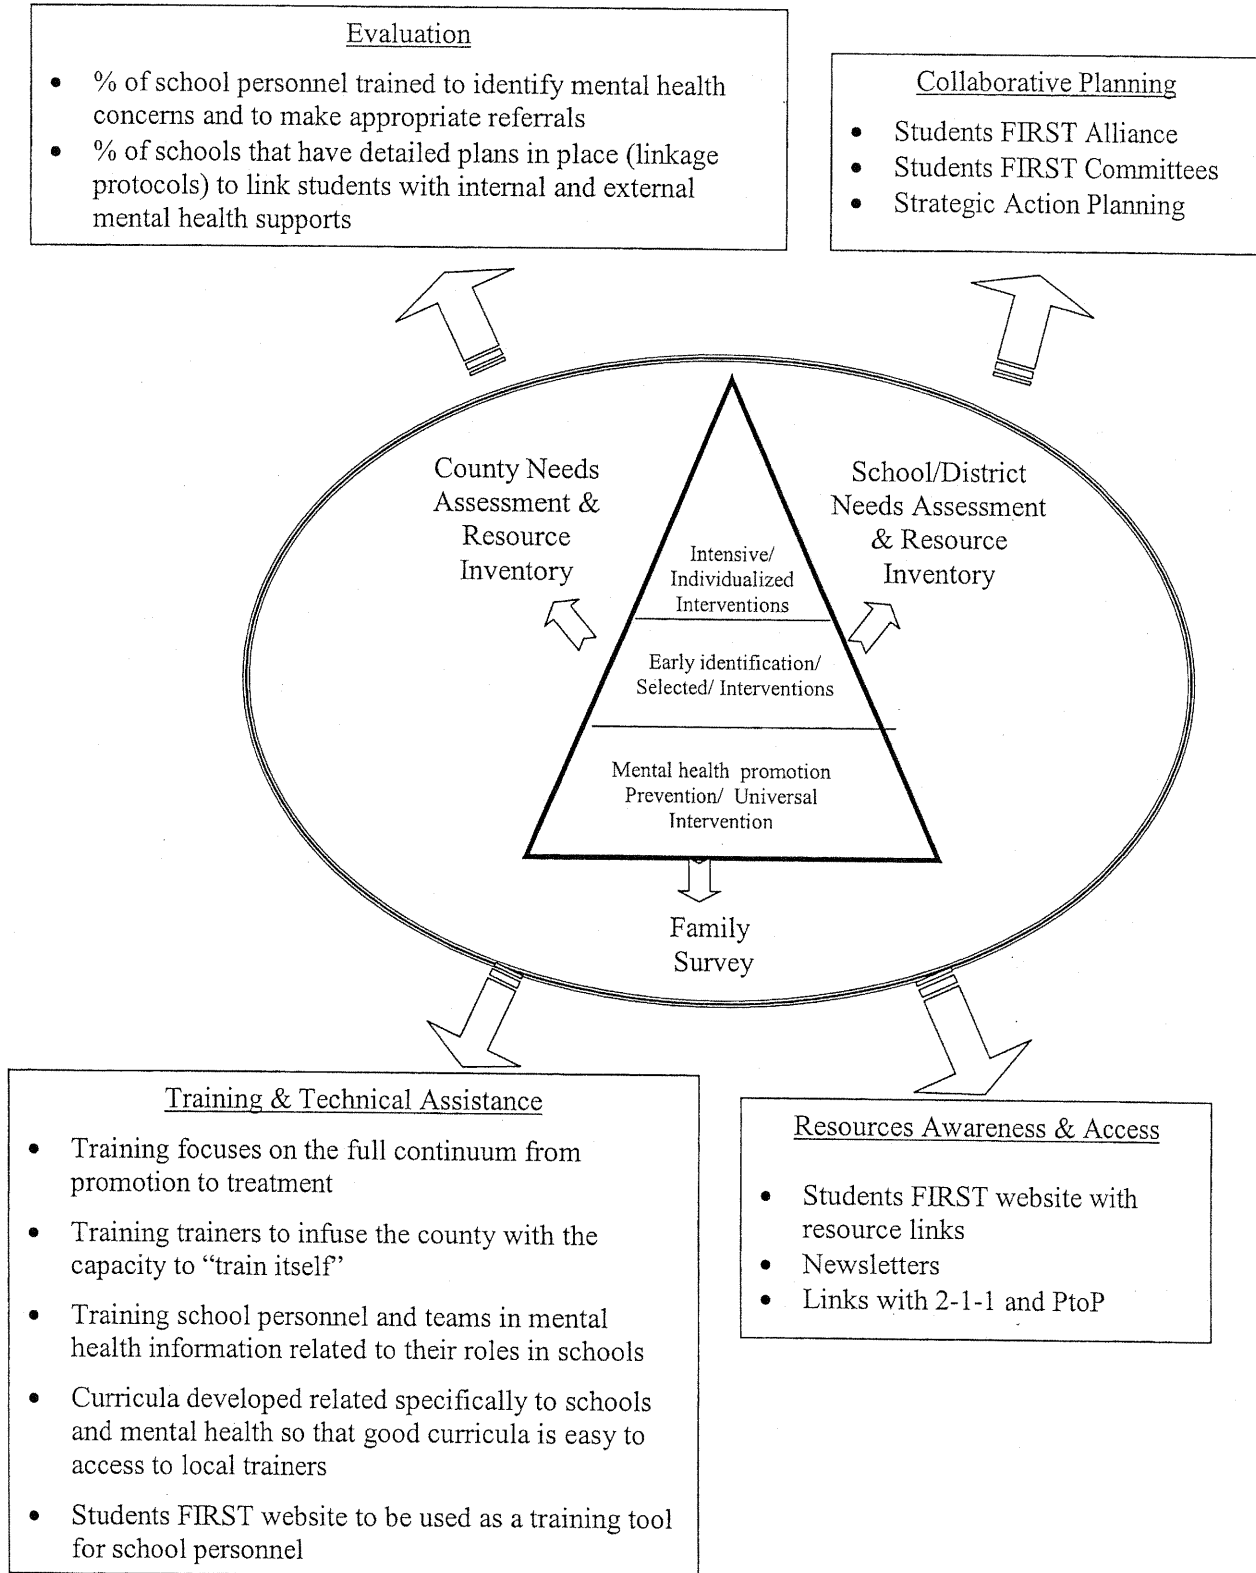 Evaluation
• % of school personnel trained to identify mental health
concerns and to make appropriate referrals
• % of schools that have detailed plans in place (linkage
protocols) to link students with internal and external
mental health supports
Collaborative Planning
• Students FIRST Alliance
• Students FIRST Committees
• Strategic Action Planning
County Needs
Assessment &
Resource
Inventory
School/District
Needs Assessment
& Resource
Inventory
Intensive/
Individualized
Interventions
Early identification/
Selected/ Interventions
Mental health promotion
Prevention/ Universal
Intervention
Family
Survey
Training & Technical Assistance
• Training focuses on the full continuum from
promotion to treatment
• Training trainers to infuse the county with the
capacity to “train itself”
• Training school personnel and teams in mental
health information related to their roles in schools
• Curricula developed related specifically to schools
and mental health so that good curricula is easy to
access to local trainers
• Students FIRST website to be used as a training tool
for school personnel
Resources Awareness & Access
• Students FIRST website with
resource links
• Newsletters
• Links with 2-1-1 and PtoP